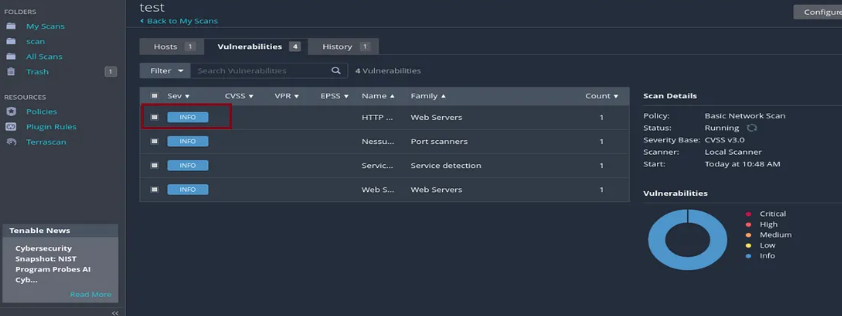 FOLDERS
My Scans
scan
All Scans
Trash 1
RESOURCES
Policies
Plugin Rules
Terrascan
Tenable News
Cybersecurity
Snapshot: NIST
Program Probes AI
Cyb...
Read More
<<
test
< Back to My Scans
Configure
Hosts 1 Vulnerabilities 4 History 1
Filter Search Vulnerabilities 4 Vulnerabilities
Sev CVSS VPR EPSS Name Family Count
INFO HTTP ... Web Servers 1
INFO Nessu... Port scanners 1
INFO Servic... Service detection 1
INFO Web S... Web Servers 1
Scan Details
Policy: Basic Network Scan
Status: Running
Severity Base: CVSS v3.0
Scanner: Local Scanner
Start: Today at 10:48 AM
Vulnerabilities
Critical
High
Medium
Low
Info